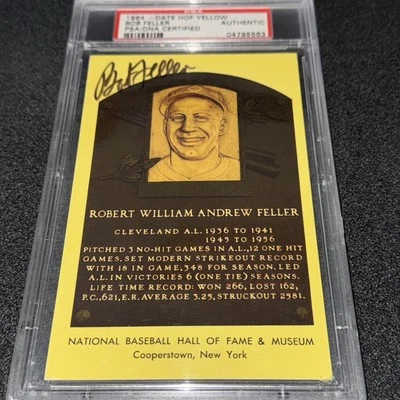 PSA
1964 - DATE HOF YELLOW
BOB FELLER
AUTHENTIC
PSA/DNA CERTIFIED
04795553
Bob Feller
ROBERT WILLIAM ANDREW FELLER
CLEVELAND A.L. 1936 TO 1941
1945 TO 1956
PITCHED 3 NO-HIT GAMES IN A.L., 12 ONE HIT
GAMES. SET MODERN STRIKEOUT RECORD
WITH 18 IN GAME, 348 FOR SEASON. LED
A.L. IN VICTORIES 6 (ONE TIE) SEASONS.
LIFE TIME RECORD: WON 266, LOST 162,
P.C. .621, E.R. AVERAGE 3.25, STRUCKOUT 2581.
NATIONAL BASEBALL HALL OF FAME & MUSEUM
Cooperstown, New York